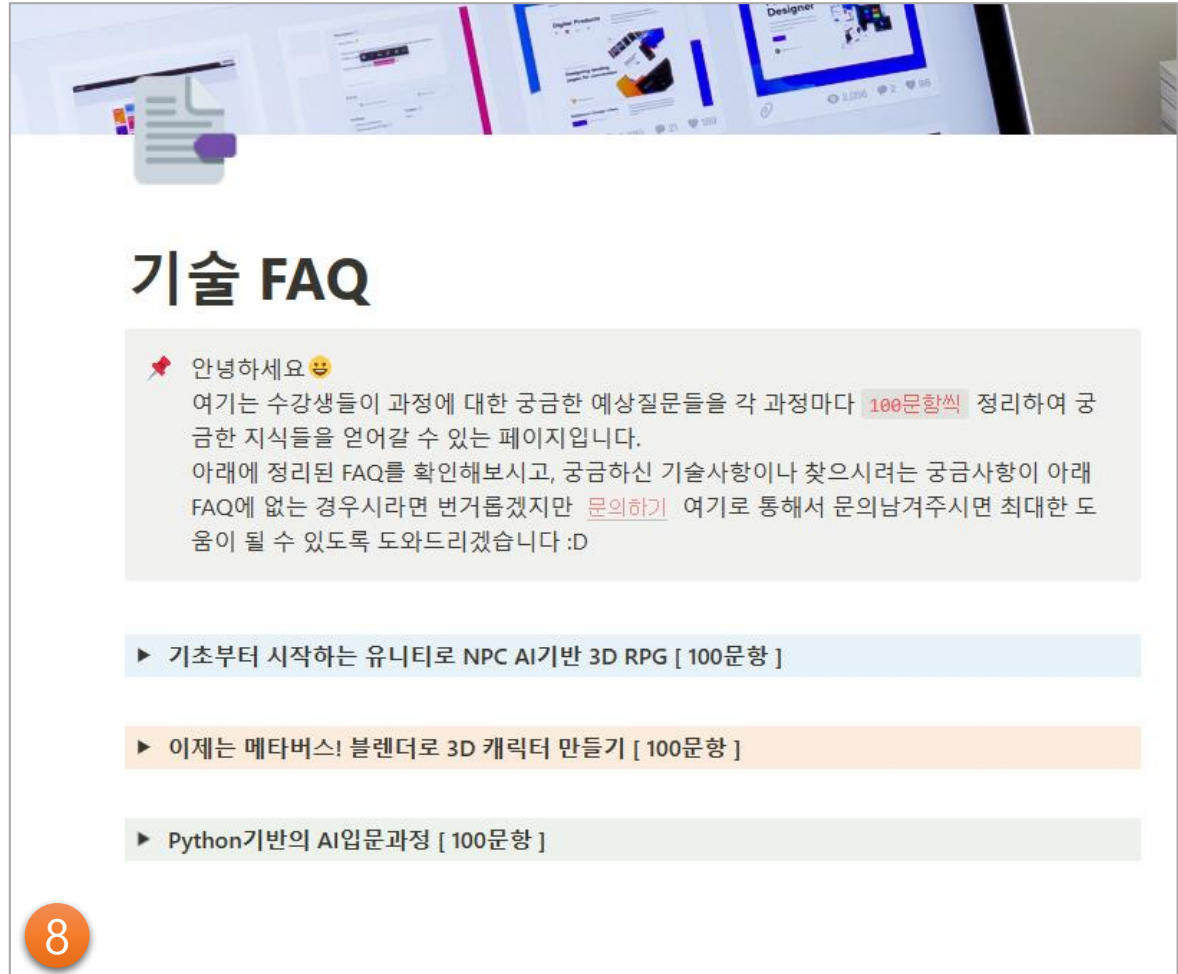 Digital Products
Designer
2,056 2 98
21 189
기술 FAQ
안녕하세요😀
여기는 수강생들이 과정에 대한 궁금한 예상질문들을 각 과정마다 100문항씩 정리하여 궁
금한 지식들을 얻어갈 수 있는 페이지입니다.
아래에 정리된 FAQ를 확인해보시고, 궁금하신 기술사항이나 찾으시려는 궁금사항이 아래
FAQ에 없는 경우시라면 번거롭겠지만 문의하기 여기로 통해서 문의남겨주시면 최대한 도
움이 될 수 있도록 도와드리겠습니다 :D
▶ 기초부터 시작하는 유니티로 NPC AI기반 3D RPG [ 100문항 ]
▶ 이제는 메타버스! 블렌더로 3D 캐릭터 만들기 [ 100문항 ]
▶ Python기반의 AI입문과정 [ 100문항 ]
8